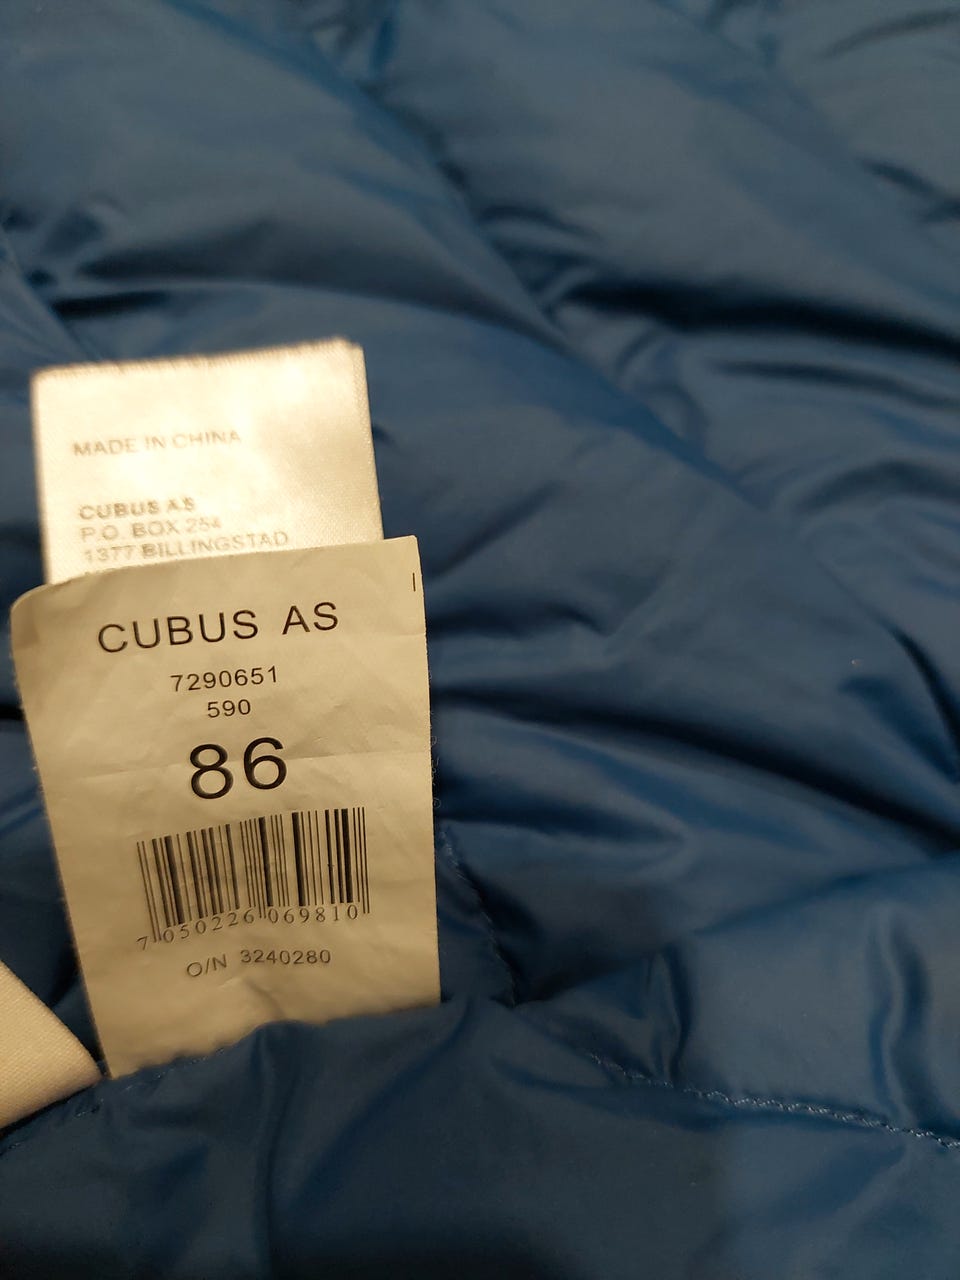 MADE IN CHINA
CUBUS AS
P.O. BOX 254
1377 BILLINGSTAD
CUBUS AS
7290651
590
86
7 050226 069810
O/N 3240280